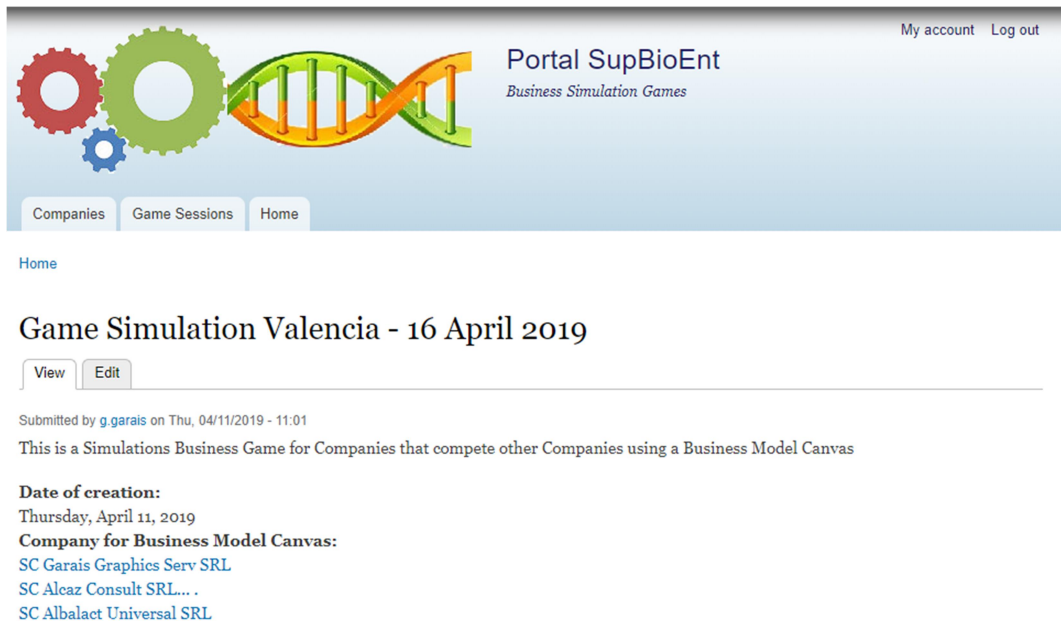 My account Log out
Portal SupBioEnt
Business Simulation Games
Companies Game Sessions Home
Home
Game Simulation Valencia - 16 April 2019
View Edit
Submitted by g.garais on Thu, 04/11/2019 - 11:01
This is a Simulations Business Game for Companies that compete other Companies using a Business Model Canvas
Date of creation:
Thursday, April 11, 2019
Company for Business Model Canvas:
SC Garais Graphics Serv SRL
SC Alcaz Consult SRL... .
SC Albalact Universal SRL